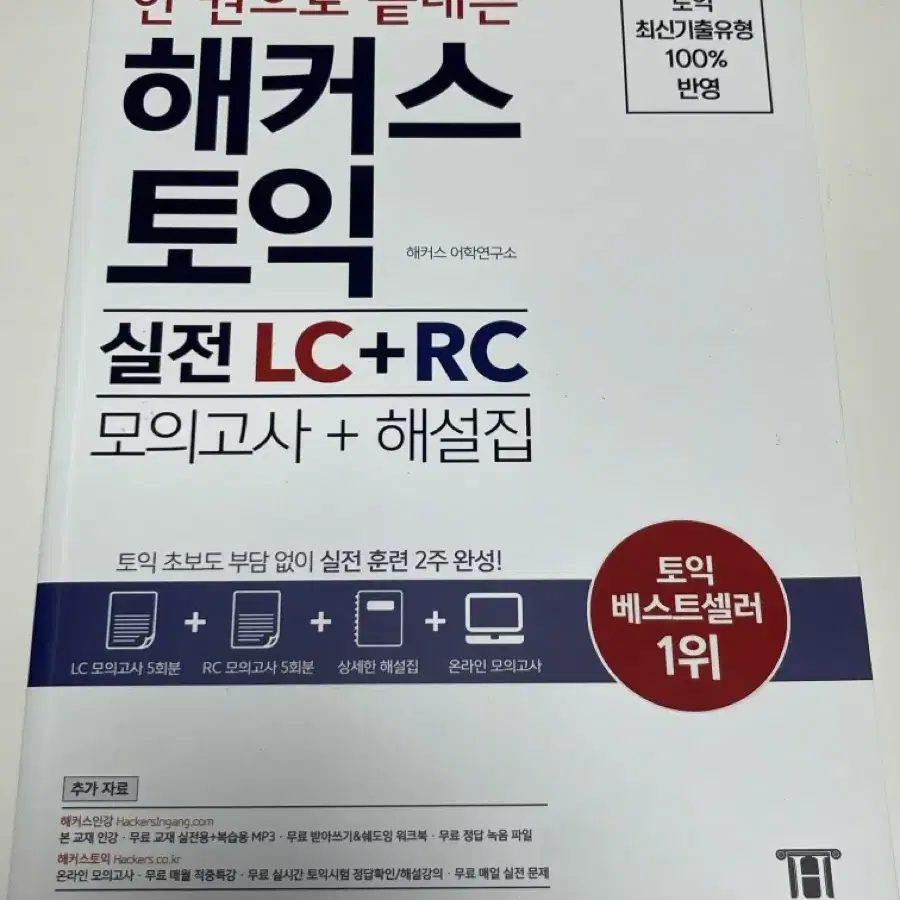 한 권으로 끝내는
해커스
토익
해커스 어학연구소
실전 LC+RC
모의고사 + 해설집
토익
최신기출유형
100%
반영
토익 초보도 부담 없이 실전 훈련 2주 완성!
LC 모의고사 5회분 + RC 모의고사 5회분 + 상세한 해설집 + 온라인 모의고사
토익
베스트셀러
1위
추가 자료
해커스인강 HackersIngang.com
본 교재 인강 · 무료 교재 실전용+복습용 MP3 · 무료 받아쓰기&쉐도잉 워크북 · 무료 정답 녹음 파일
해커스토익 Hackers.co.kr
온라인 모의고사 · 무료 매월 적중특강 · 무료 실시간 토익시험 정답확인/해설강의 · 무료 매일 실전 문제